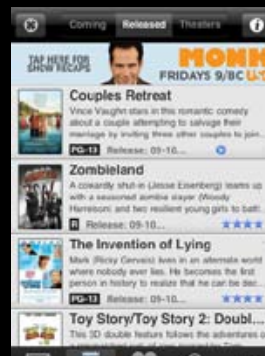 Coming Released Theaters
TAP HERE FOR
SHOW RECAPS
MONK
FRIDAYS 9/8C
Couples Retreat
Vince Vaughn stars in this romantic comedy
about a couple attempting to salvage their
marriage by inviting three other couples to join...
PG-13 Release: 09-10...
Zombieland
A cowardly shut-in (Jesse Eisenberg) teams up
with a seasoned zombie slayer (Woody
Harrelson) and two resilient young girls to battl...
R Release: 09-10...
The Invention of Lying
Mark (Ricky Gervais) lives in an alternate world
where nobody ever lies. He becomes the first
person in history to realize that he can be dec...
PG-13 Release: 09-10...
Toy Story/Toy Story 2: Doubl...
This 3D double feature follows the adventures o